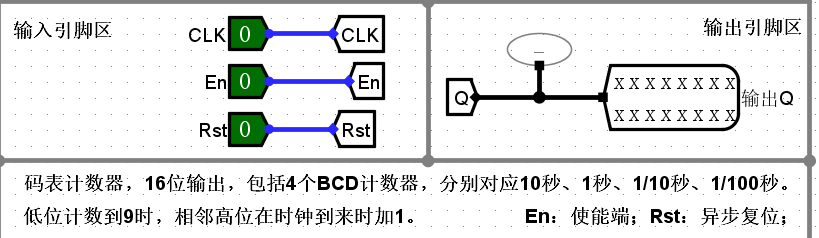 输入引脚区
CLK 0 CLK
En 0 En
Rst 0 Rst
输出引脚区
_
Q
x x x x x x x x
x x x x x x x x
输出Q
码表计数器，16位输出，包括4个BCD计数器，分别对应10秒、1秒、1/10秒、1/100秒。
低位计数到9时，相邻高位在时钟到来时加1。 En：使能端；Rst：异步复位；